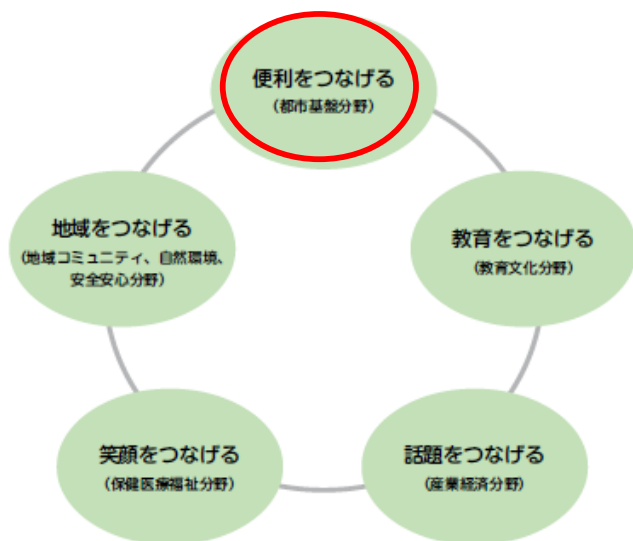 便利をつなげる
（都市基盤分野）
地域をつなげる
（地域コミュニティ、自然環境、
安全安心分野）
教育をつなげる
（教育文化分野）
笑顔をつなげる
（保健医療福祉分野）
話題をつなげる
（産業経済分野）